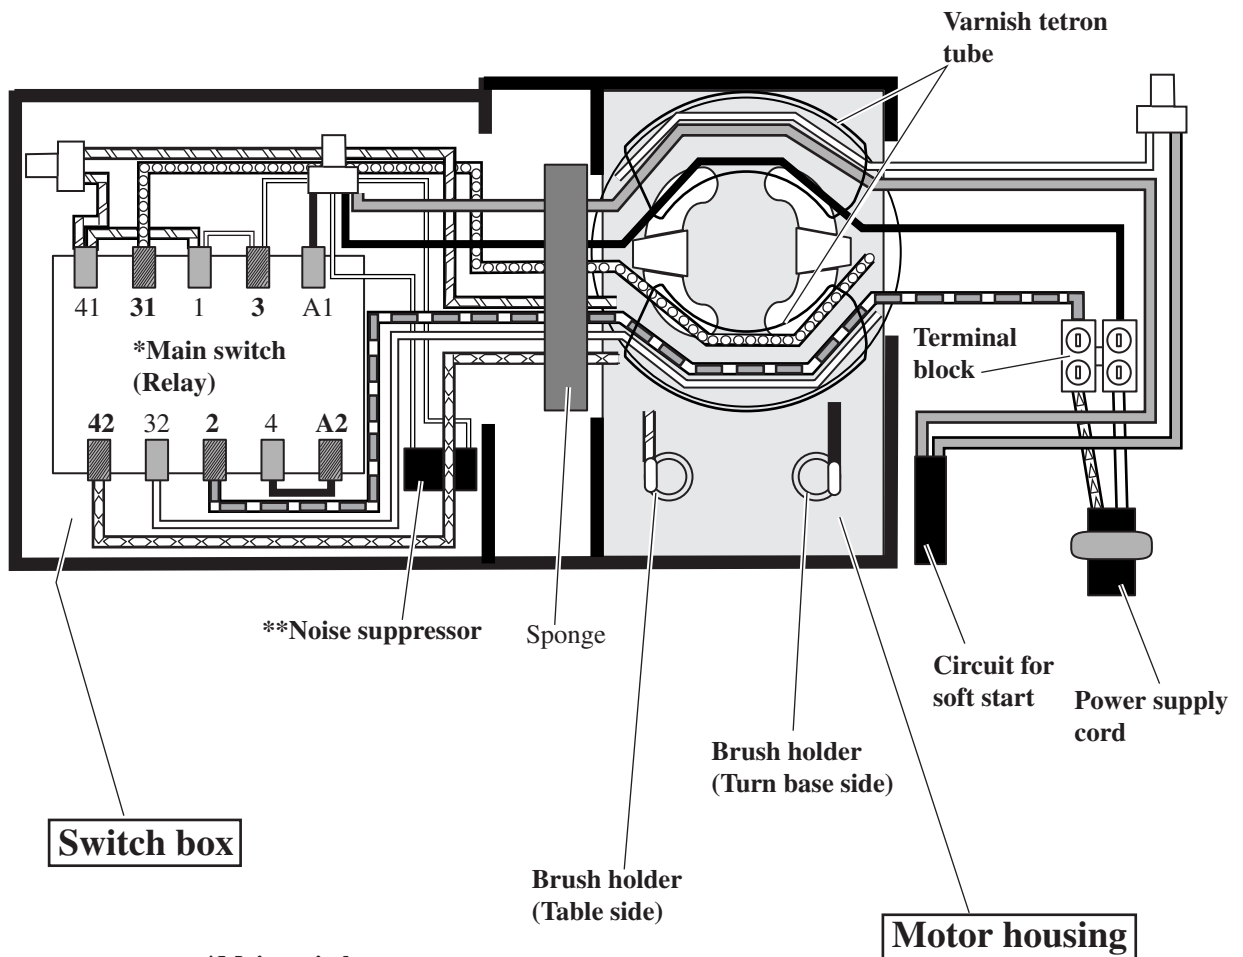 Varnish tetron
tube
41 31 1 3 A1
*Main switch
(Relay)
42 32 2 4 A2
Terminal
block
**Noise suppressor
Sponge
Circuit for
soft start
Power supply
cord
Brush holder
(Turn base side)
Switch box
Brush holder
(Table side)
Motor housing